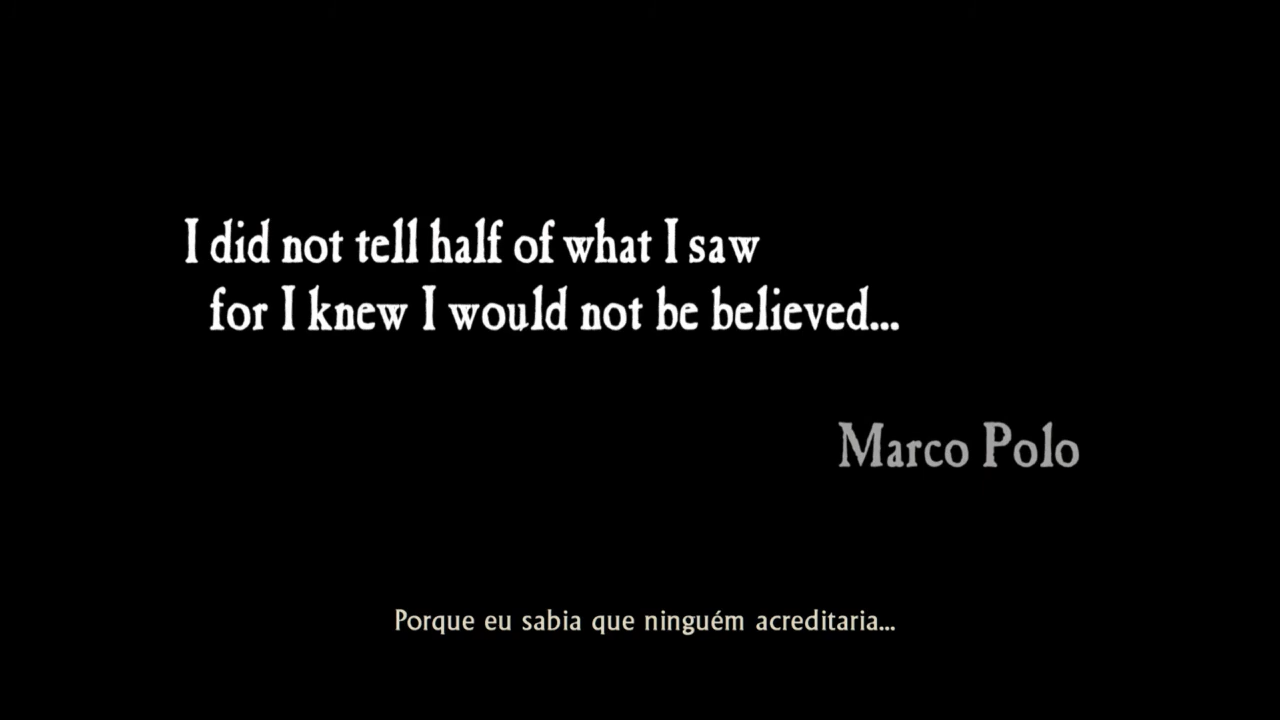 I did not tell half of what I saw
for I knew I would not be believed...
Marco Polo
Porque eu sabia que ninguém acreditaria...